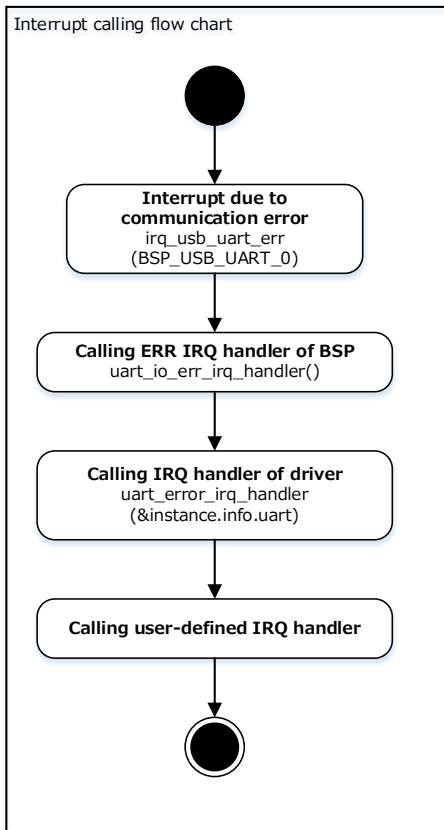 Interrupt calling flow chart
Interrupt due to
communication error
irq_usb_uart_err
(BSP_USB_UART_0)
Calling ERR IRQ handler of BSP
uart_io_err_irq_handler()
Calling IRQ handler of driver
uart_error_irq_handler
(&instance.info.uart)
Calling user-defined IRQ handler